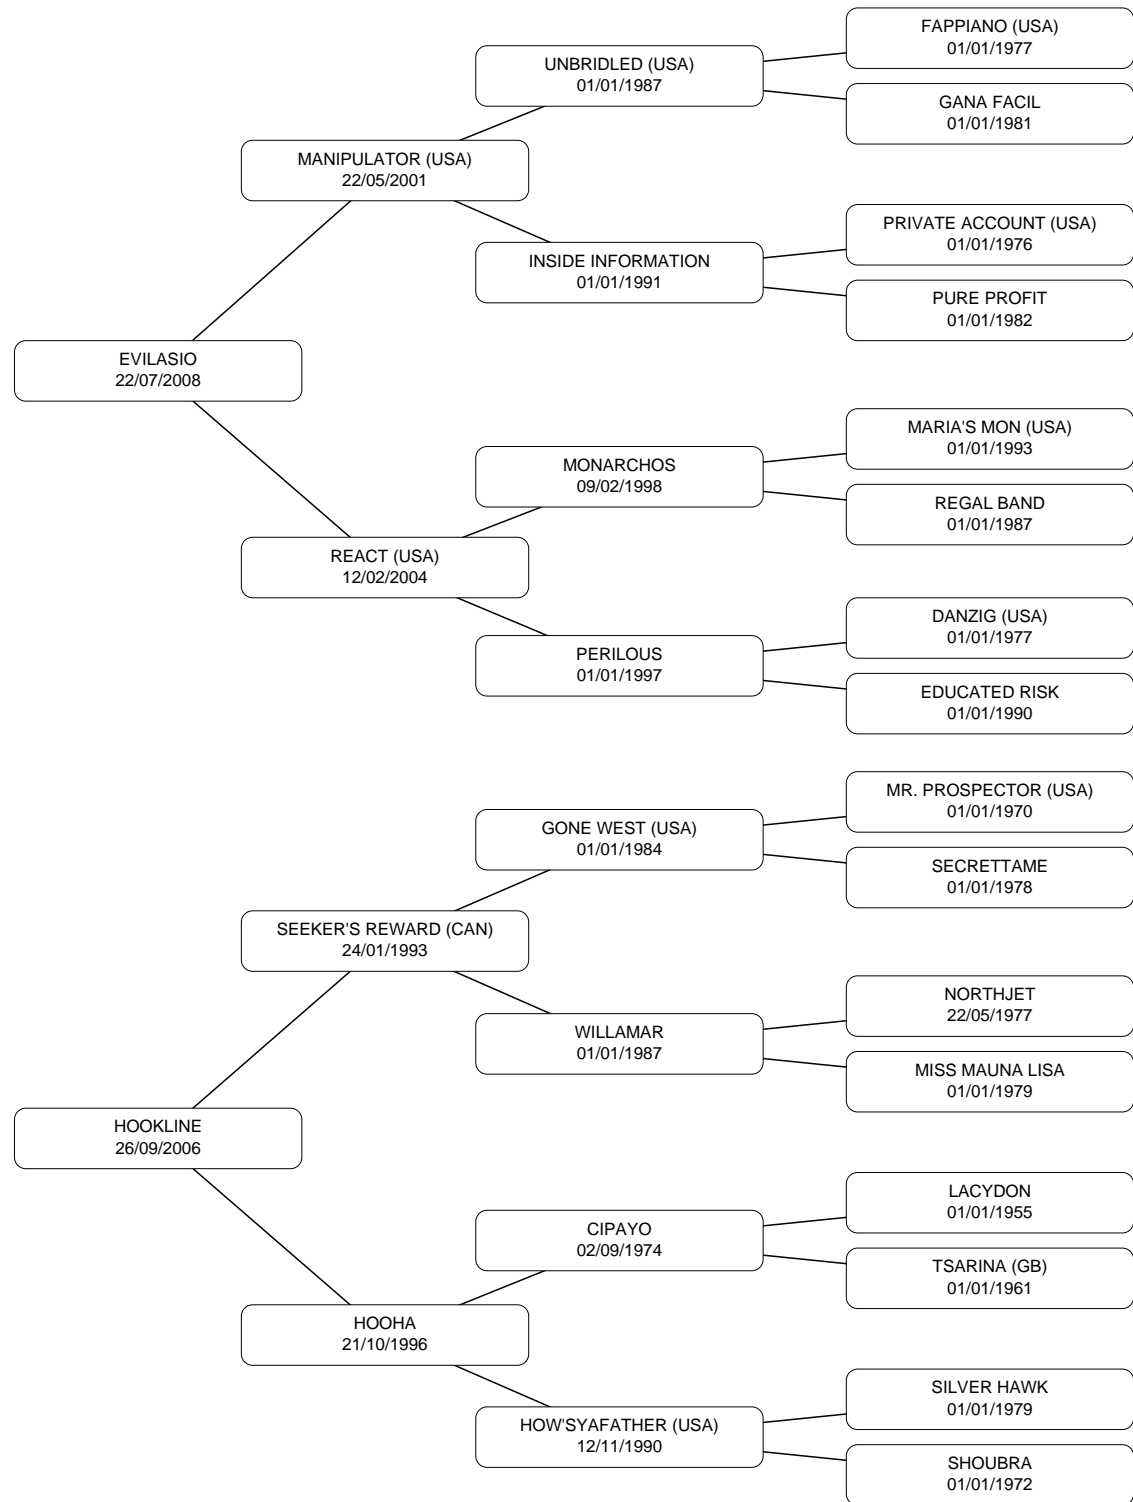 FAPPIANO (USA)
01/01/1977
UNBRIDLED (USA)
01/01/1987
GANA FACIL
01/01/1981
MANIPULATOR (USA)
22/05/2001
PRIVATE ACCOUNT (USA)
01/01/1976
INSIDE INFORMATION
01/01/1991
PURE PROFIT
01/01/1982
EVILASIO
22/07/2008
MARIA'S MON (USA)
01/01/1993
MONARCHOS
09/02/1998
REGAL BAND
01/01/1987
REACT (USA)
12/02/2004
DANZIG (USA)
01/01/1977
PERILOUS
01/01/1997
EDUCATED RISK
01/01/1990
MR. PROSPECTOR (USA)
01/01/1970
GONE WEST (USA)
01/01/1984
SECRETTAME
01/01/1978
SEEKER'S REWARD (CAN)
24/01/1993
NORTHJET
22/05/1977
WILLAMAR
01/01/1987
MISS MAUNA LISA
01/01/1979
HOOKLINE
26/09/2006
LACYDON
01/01/1955
CIPAYO
02/09/1974
TSARINA (GB)
01/01/1961
HOOHA
21/10/1996
SILVER HAWK
01/01/1979
HOW'SYAFATHER (USA)
12/11/1990
SHOUBRA
01/01/1972